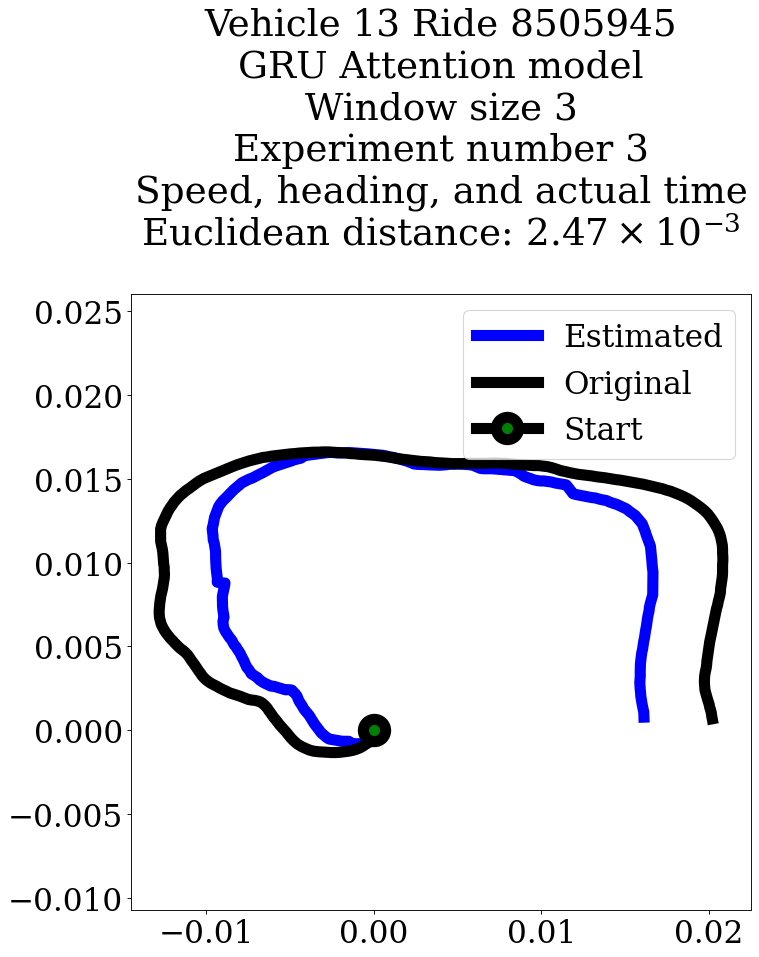 Vehicle 13 Ride 8505945
GRU Attention model
Window size 3
Experiment number 3
Speed, heading, and actual time
Euclidean distance: 2.47 × 10⁻³
Estimated
Original
Start
0.025
0.020
0.015
0.010
0.005
0.000
−0.005
−0.010
−0.01 0.00 0.01 0.02